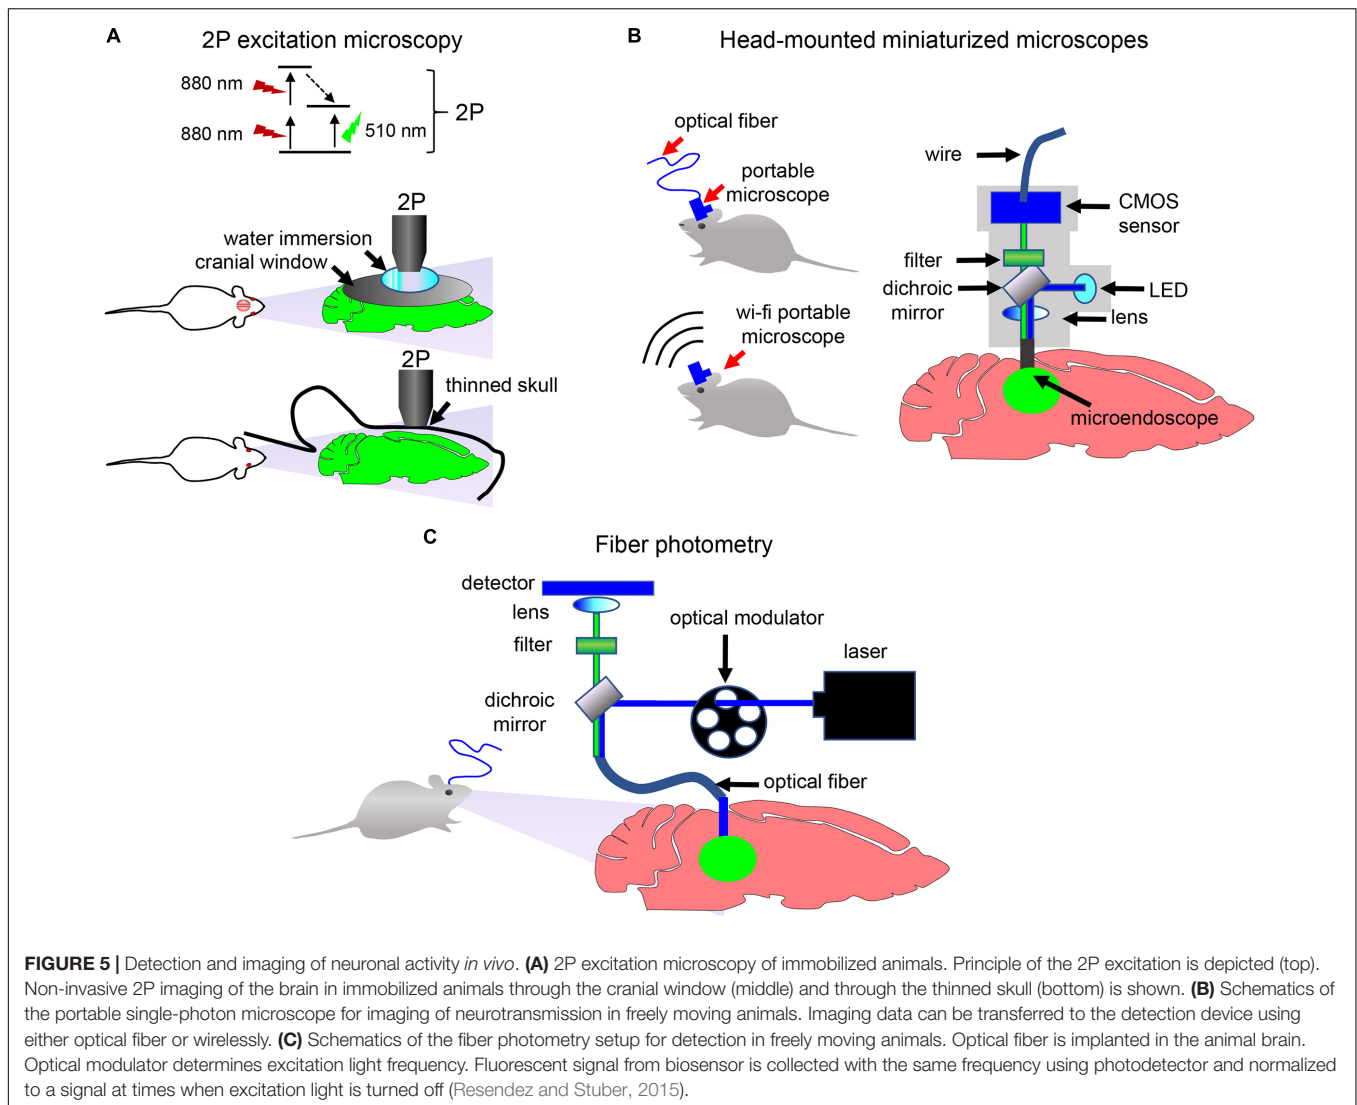 A
2P excitation microscopy
880 nm
880 nm
510 nm
2P
2P
water immersion
cranial window
2P
thinned skull
B
Head-mounted miniaturized microscopes
optical fiber
portable
microscope
wi-fi portable
microscope
wire
CMOS
sensor
filter
dichroic
mirror
LED
lens
microendoscope
C
Fiber photometry
detector
lens
filter
dichroic
mirror
optical modulator
laser
optical fiber
FIGURE 5 | Detection and imaging of neuronal activity in vivo. (A) 2P excitation microscopy of immobilized animals. Principle of the 2P excitation is depicted (top).
Non-invasive 2P imaging of the brain in immobilized animals through the cranial window (middle) and through the thinned skull (bottom) is shown. (B) Schematics of
the portable single-photon microscope for imaging of neurotransmission in freely moving animals. Imaging data can be transferred to the detection device using
either optical fiber or wirelessly. (C) Schematics of the fiber photometry setup for detection in freely moving animals. Optical fiber is implanted in the animal brain.
Optical modulator determines excitation light frequency. Fluorescent signal from biosensor is collected with the same frequency using photodetector and normalized
to a signal at times when excitation light is turned off (Resendez and Stuber, 2015).